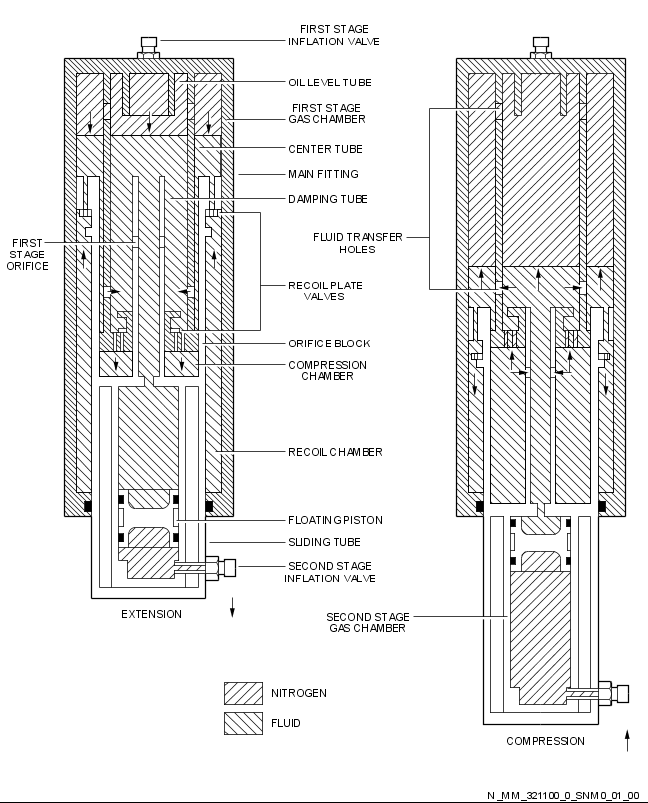 FIRST STAGE
INFLATION VALVE
OIL LEVEL TUBE
FIRST STAGE
GAS CHAMBER
CENTER TUBE
MAIN FITTING
DAMPING TUBE
FIRST
STAGE
ORIFICE
FLUID TRANSFER
HOLES
RECOIL PLATE
VALVES
ORIFICE BLOCK
COMPRESSION
CHAMBER
RECOIL CHAMBER
FLOATING PISTON
SLIDING TUBE
SECOND STAGE
INFLATION VALVE
EXTENSION
SECOND STAGE
GAS CHAMBER
NITROGEN
FLUID
COMPRESSION
N_MM_321100_0_SNM0_01_00